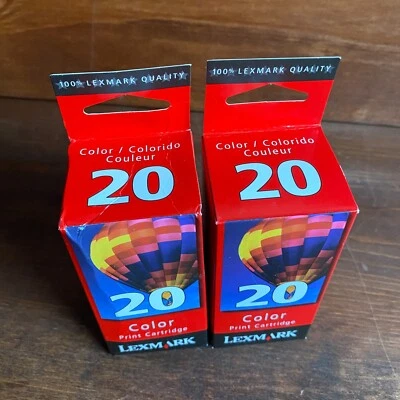 100% LEXMARK QUALITY
Color / Colorido
Couleur
20
20
Color
Print Cartridge
LEXMARK
100% LEXMARK QUALITY
Color / Colorido
Couleur
20
20
Color
Print Cartridge
LEXMARK